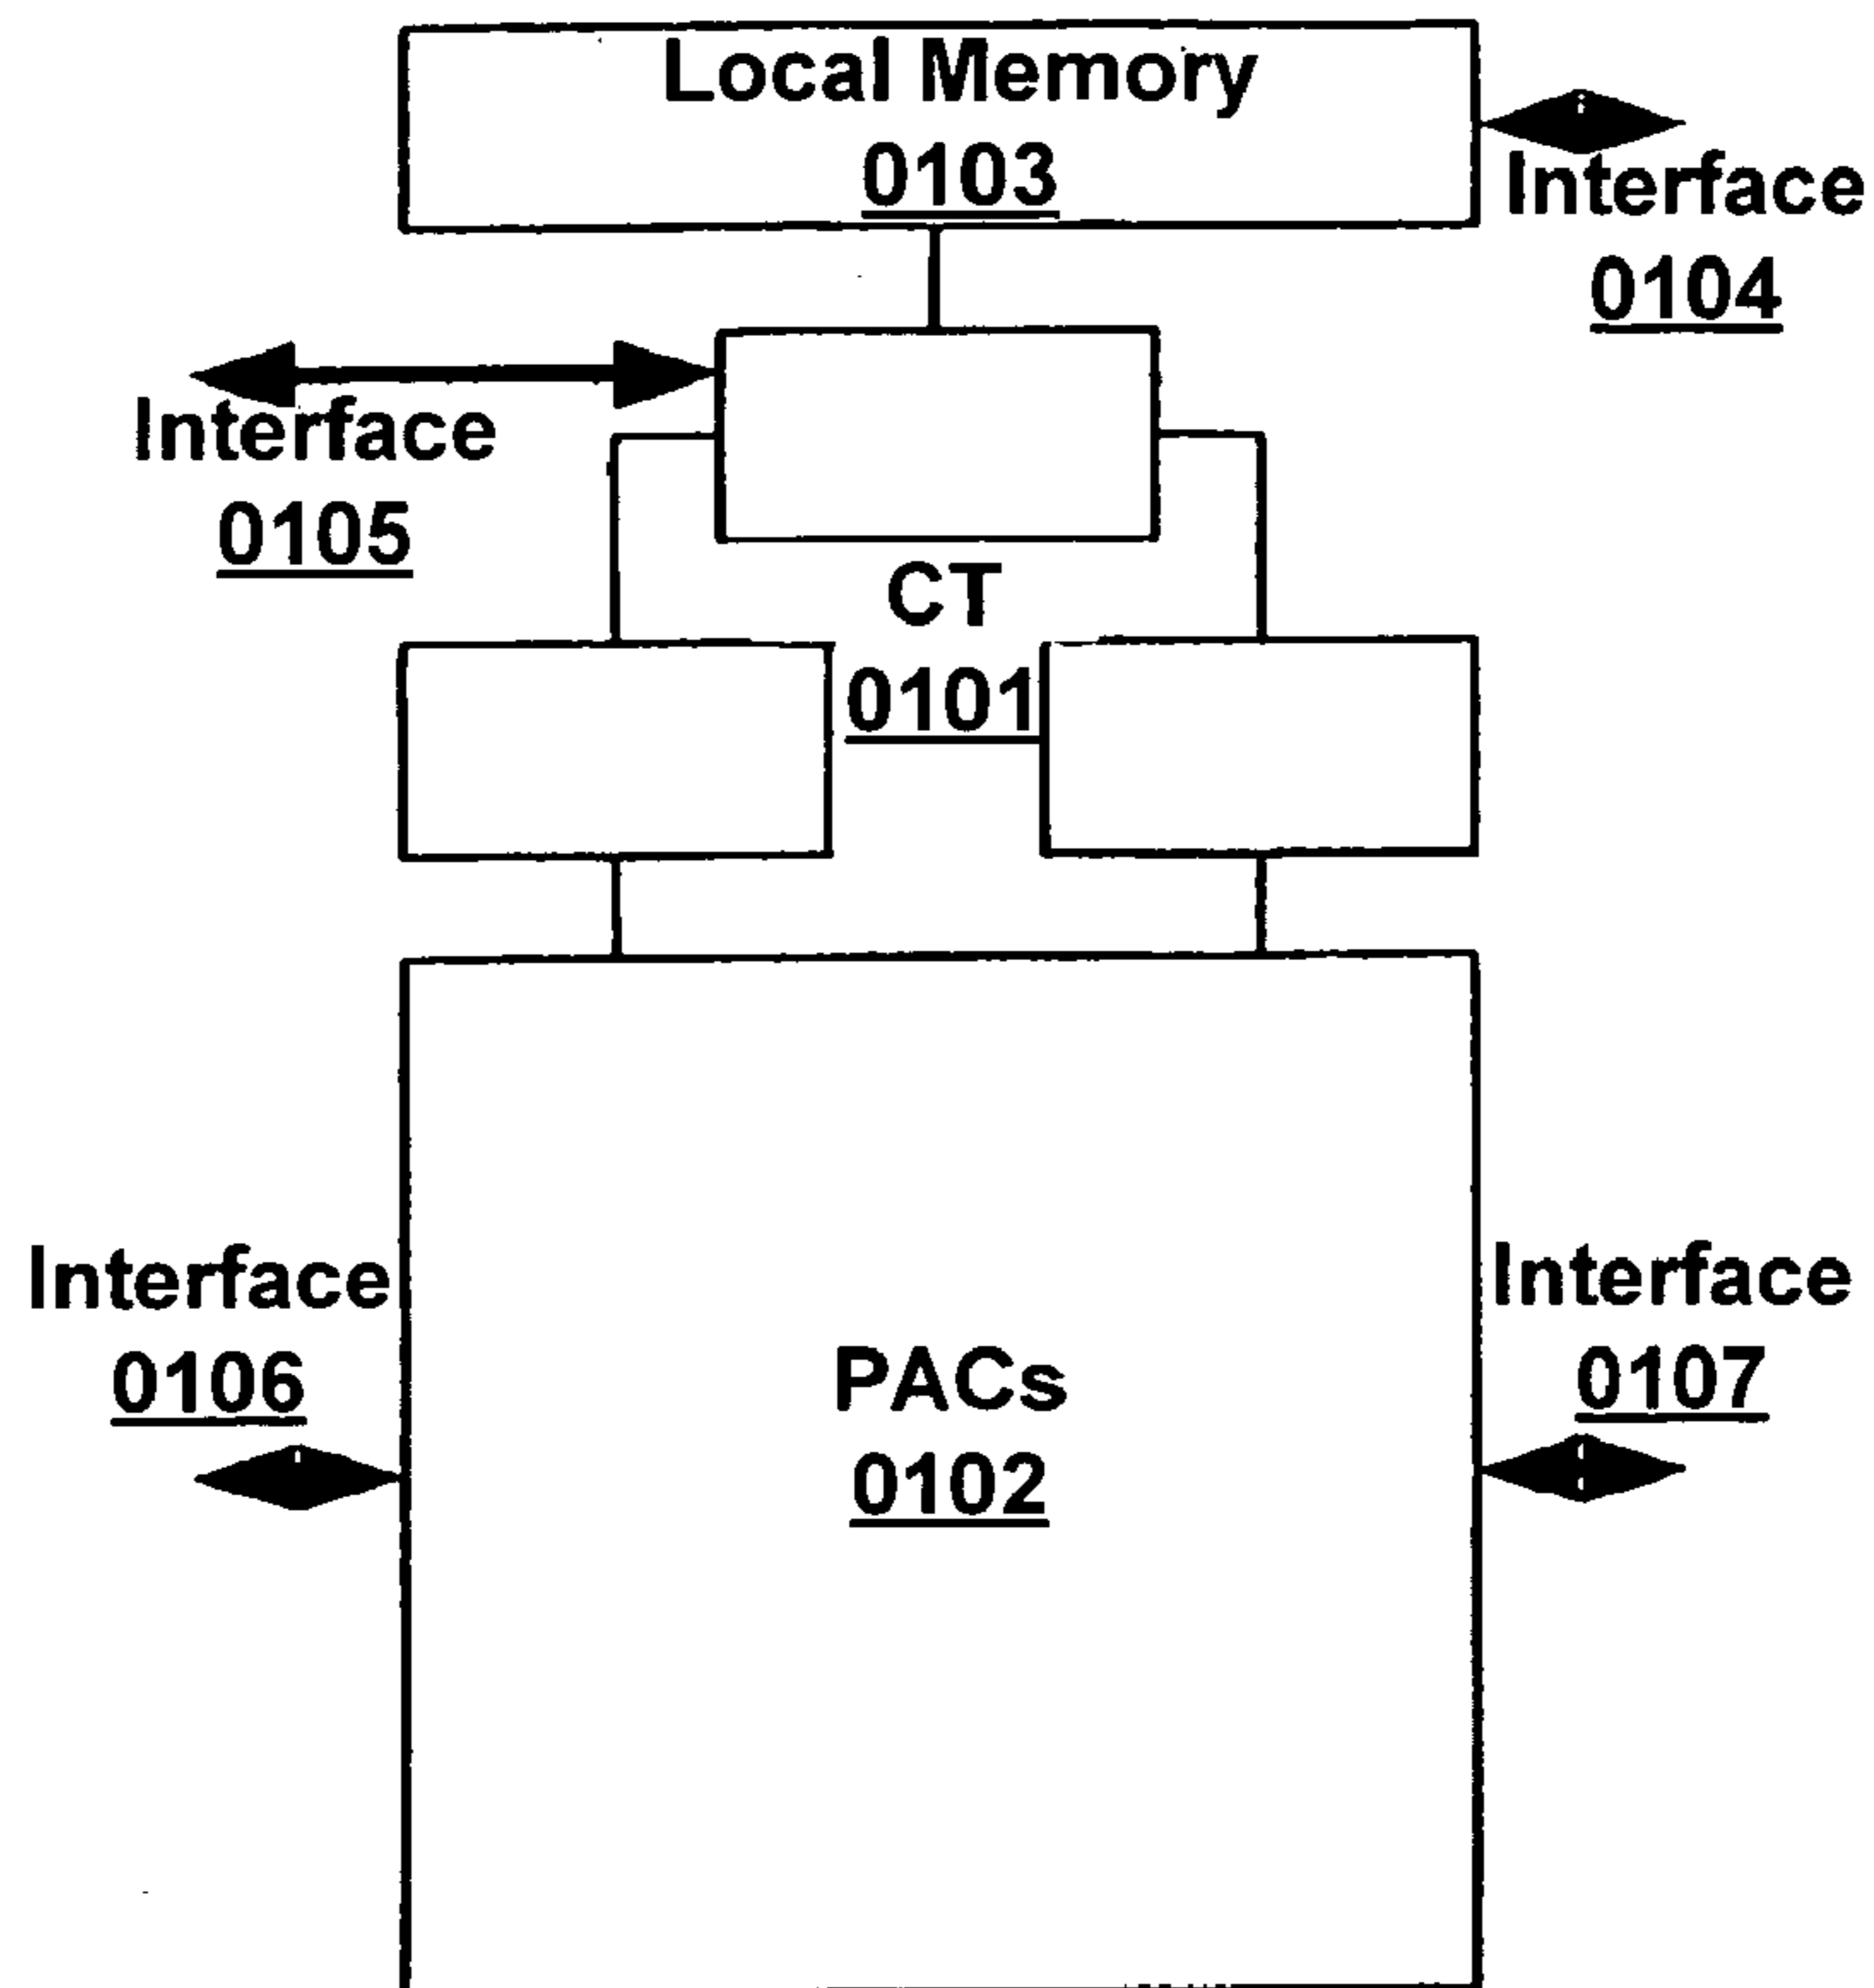 Local Memory
0103
Interface
0104
Interface
0105
CT
0101
Interface
0106
PACs
0102
Interface
0107